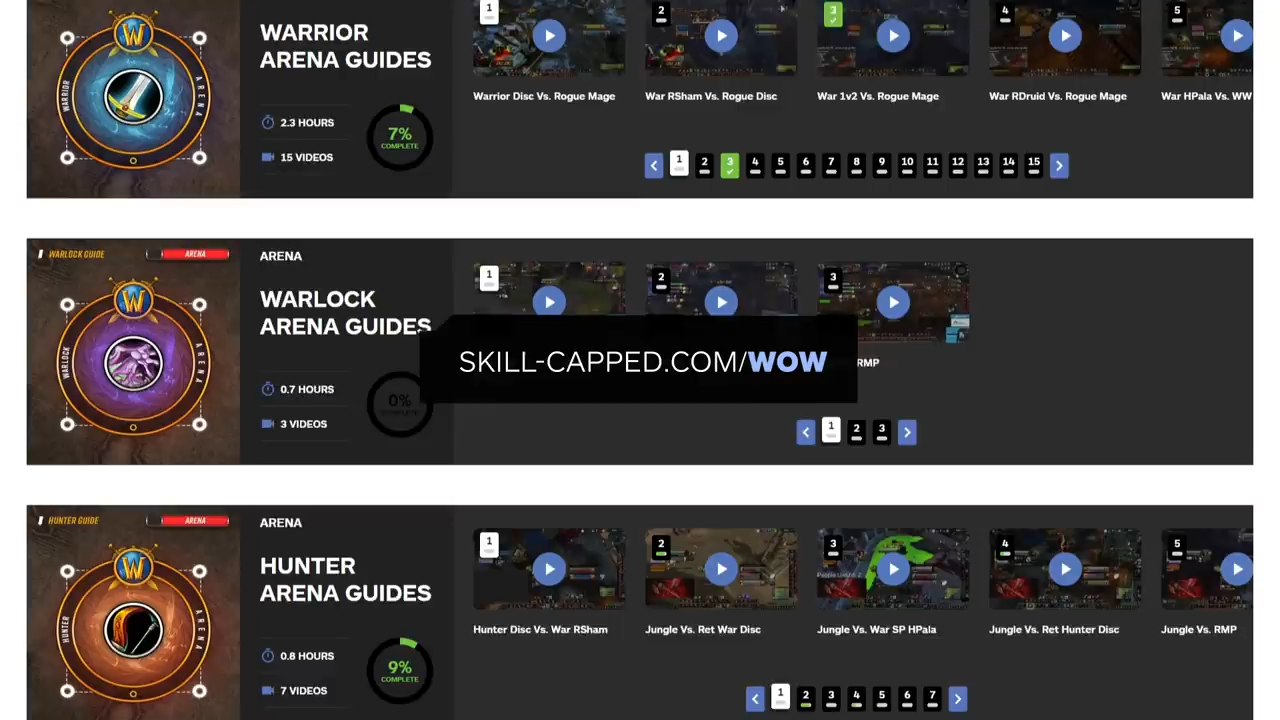 WARRIOR
ARENA GUIDES
WARRIOR
ARENA
2.3 HOURS
15 VIDEOS
7%
COMPLETE
1
2
3
4
5
Warrior Disc Vs. Rogue Mage
War RSham Vs. Rogue Disc
War 1v2 Vs. Rogue Mage
War RDruid Vs. Rogue Mage
War HPala Vs. WW
1 2 3 4 5 6 7 8 9 10 11 12 13 14 15
WARLOCK GUIDE
ARENA
WARLOCK
ARENA
ARENA
WARLOCK
ARENA GUIDES
0.7 HOURS
3 VIDEOS
0%
COMPLETE
1
2
3
RMP
SKILL-CAPPED.COM/WOW
1 2 3
HUNTER GUIDE
ARENA
HUNTER
ARENA
ARENA
HUNTER
ARENA GUIDES
0.8 HOURS
7 VIDEOS
9%
COMPLETE
1
2
3
4
5
Hunter Disc Vs. War RSham
Jungle Vs. Ret War Disc
Jungle Vs. War SP HPala
Jungle Vs. Ret Hunter Disc
Jungle Vs. RMP
1 2 3 4 5 6 7